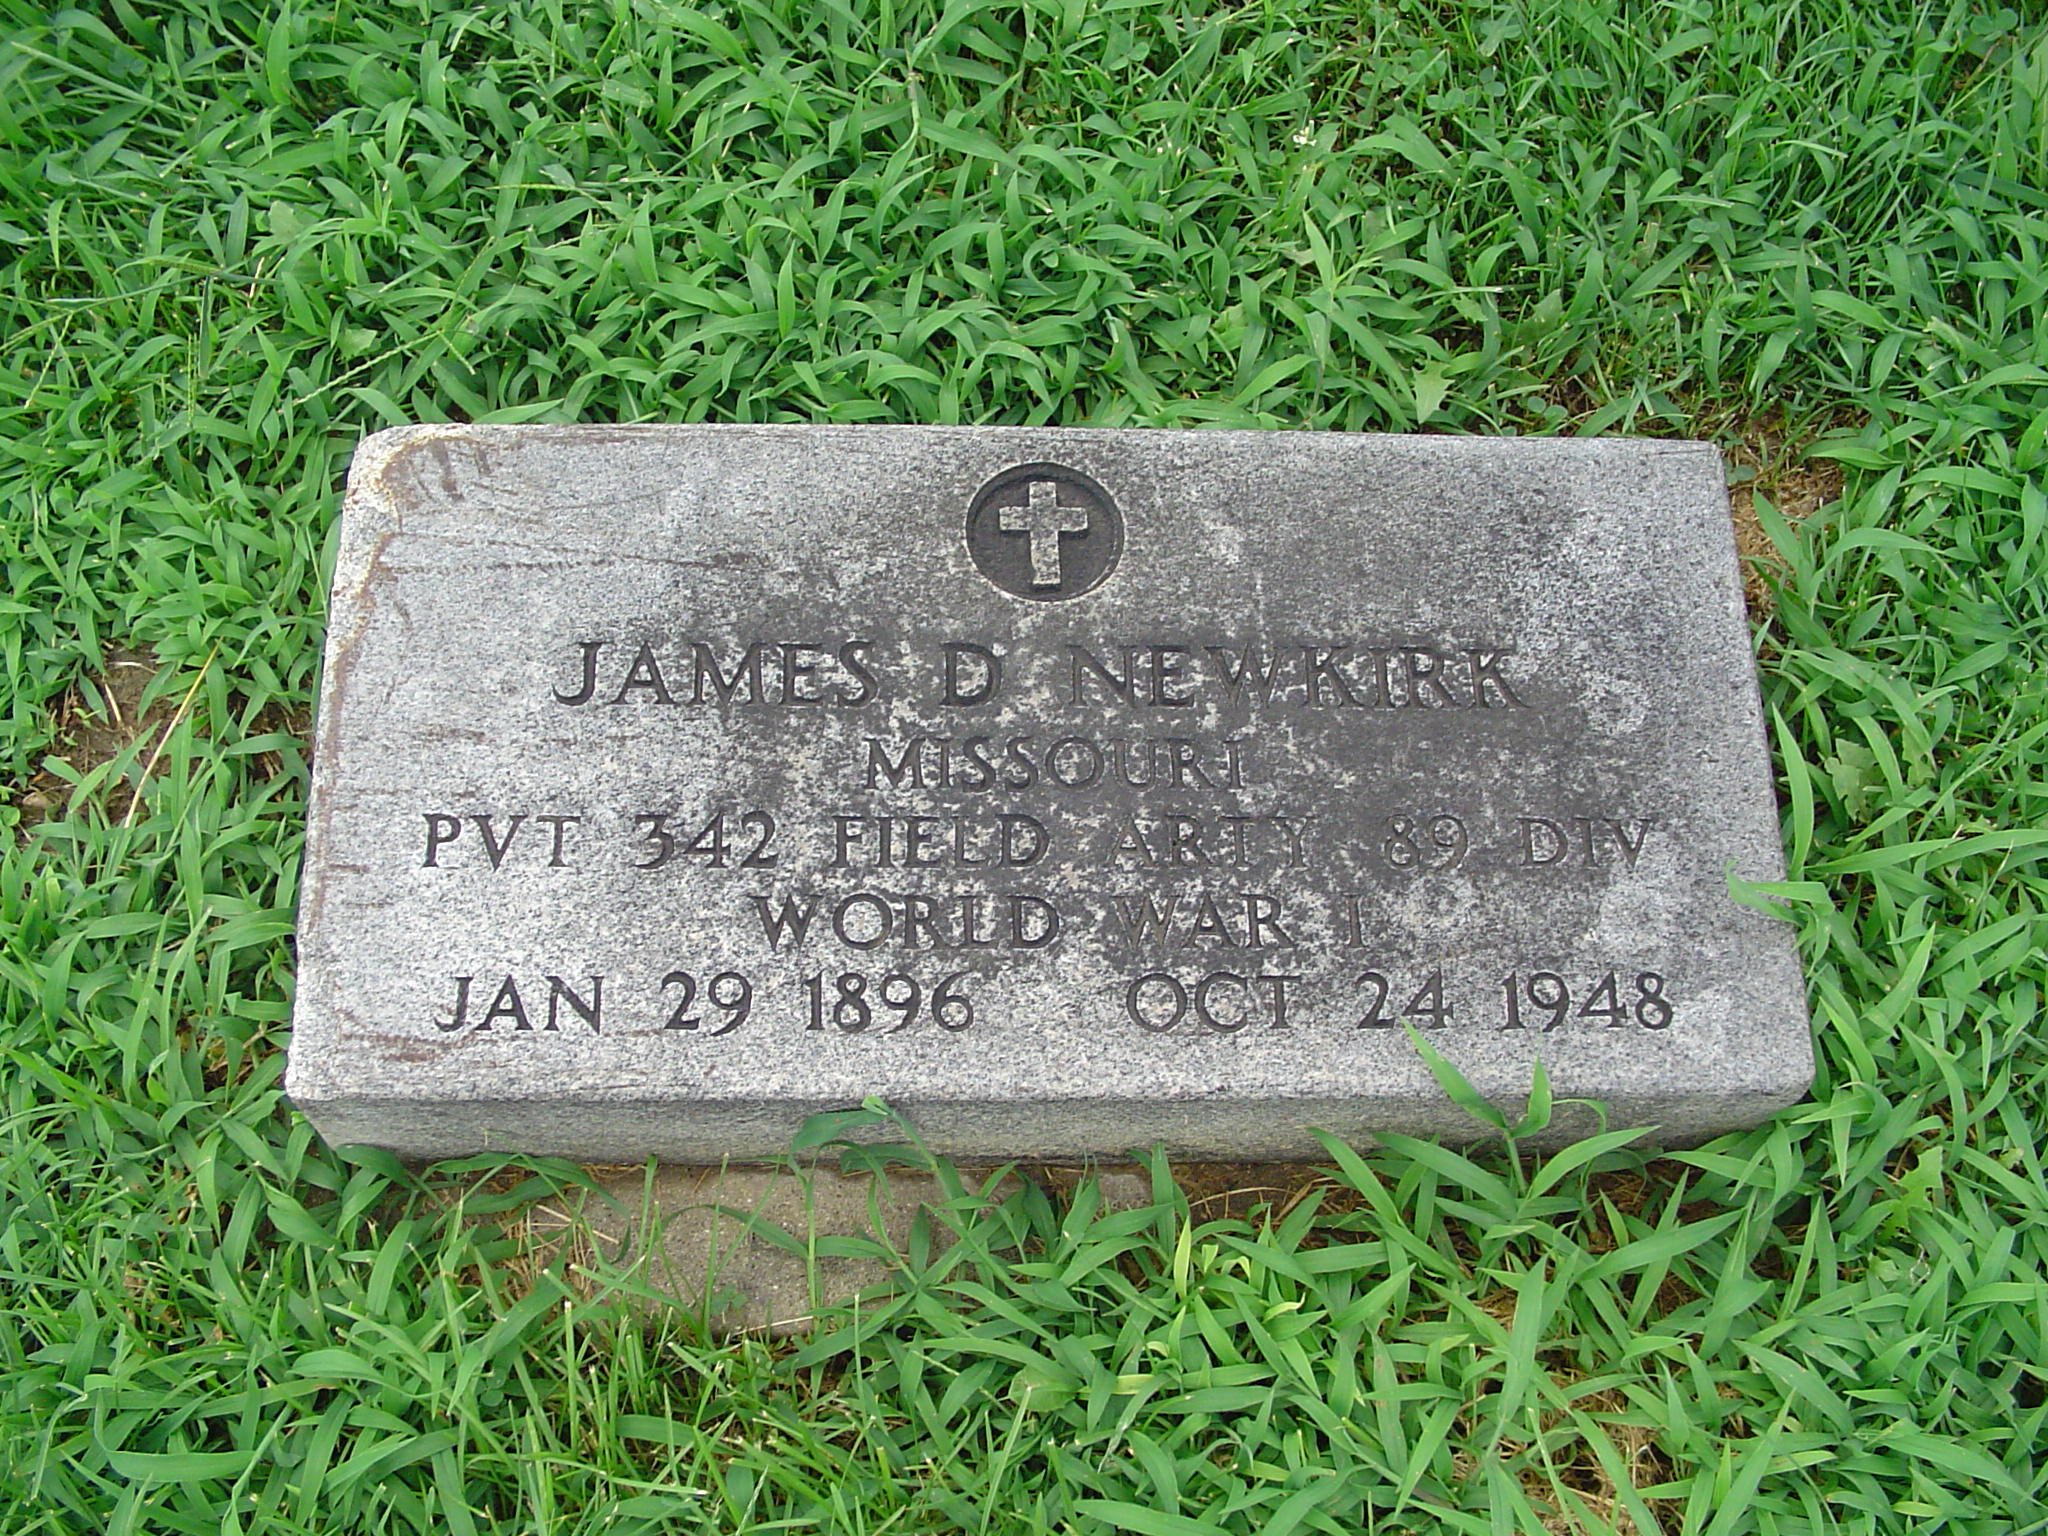 JAMES D NEWKIRK
MISSOURI
PVT 342 FIELD ARTY 89 DIV
WORLD WAR I
JAN 29 1896 OCT 24 1948